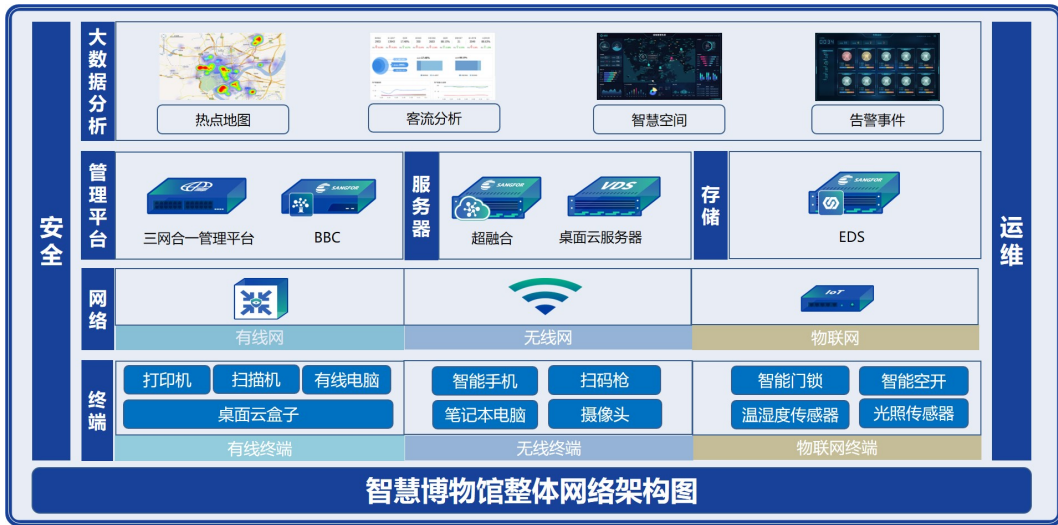 大数据分析
热点地图
客流分析
智慧空间
告警事件
安全
运维
管理平台
SANGFOR
三网合一管理平台
BBC
服务器
SANGFOR
VDS
超融合
桌面云服务器
存储
SANGFOR
EDS
网络
IoT
有线网
无线网
物联网
终端
打印机
扫描机
有线电脑
桌面云盒子
智能手机
扫码枪
笔记本电脑
摄像头
智能门锁
智能空开
温湿度传感器
光照传感器
有线终端
无线终端
物联网终端
智慧博物馆整体网络架构图